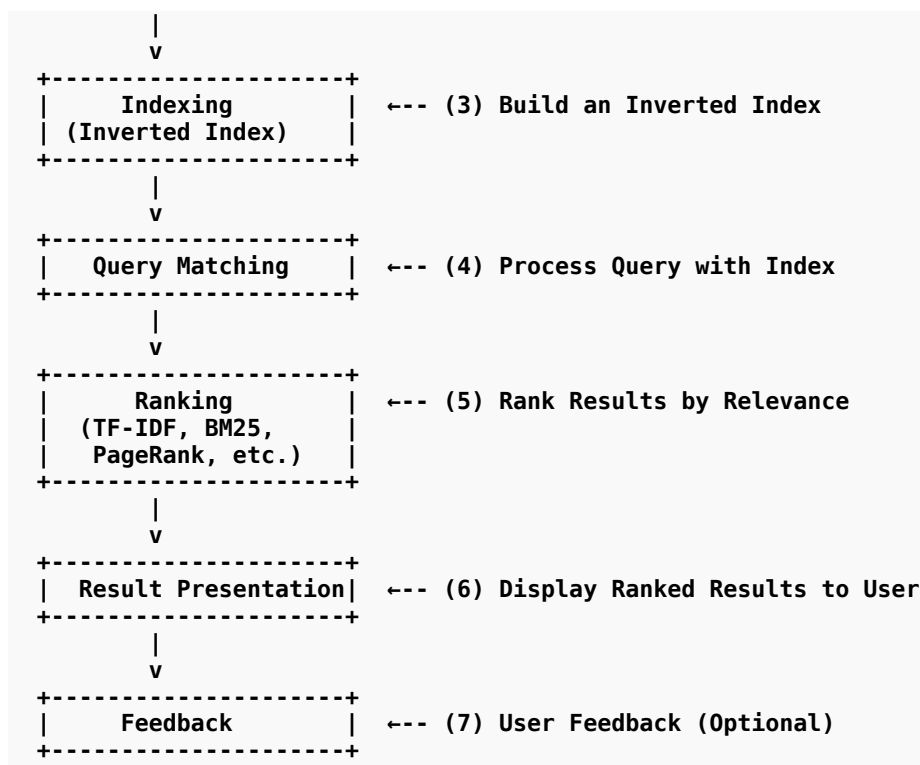 |
v
+---------------------+
| Indexing | ←-- (3) Build an Inverted Index
| (Inverted Index) |
+---------------------+
|
v
+---------------------+
| Query Matching | ←-- (4) Process Query with Index
+---------------------+
|
v
+---------------------+
| Ranking | ←-- (5) Rank Results by Relevance
| (TF-IDF, BM25, |
| PageRank, etc.) |
+---------------------+
|
v
+---------------------+
| Result Presentation| ←-- (6) Display Ranked Results to User
+---------------------+
|
v
+---------------------+
| Feedback | ←-- (7) User Feedback (Optional)
+---------------------+